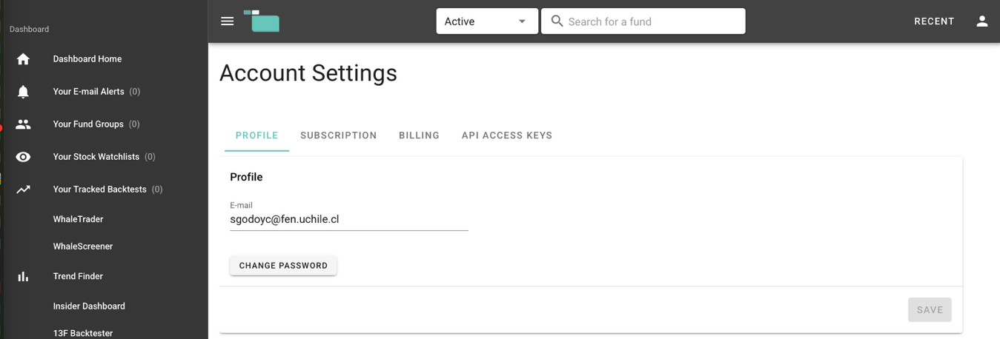 Dashboard
Dashboard Home
Your E-mail Alerts (0)
Your Fund Groups (0)
Your Stock Watchlists (0)
Your Tracked Backtests (0)
WhaleTrader
WhaleScreener
Trend Finder
Insider Dashboard
13F Backtester
Active
Search for a fund
RECENT
Account Settings
PROFILE
SUBSCRIPTION
BILLING
API ACCESS KEYS
Profile
E-mail
sgodoyc@fen.uchile.cl
CHANGE PASSWORD
SAVE